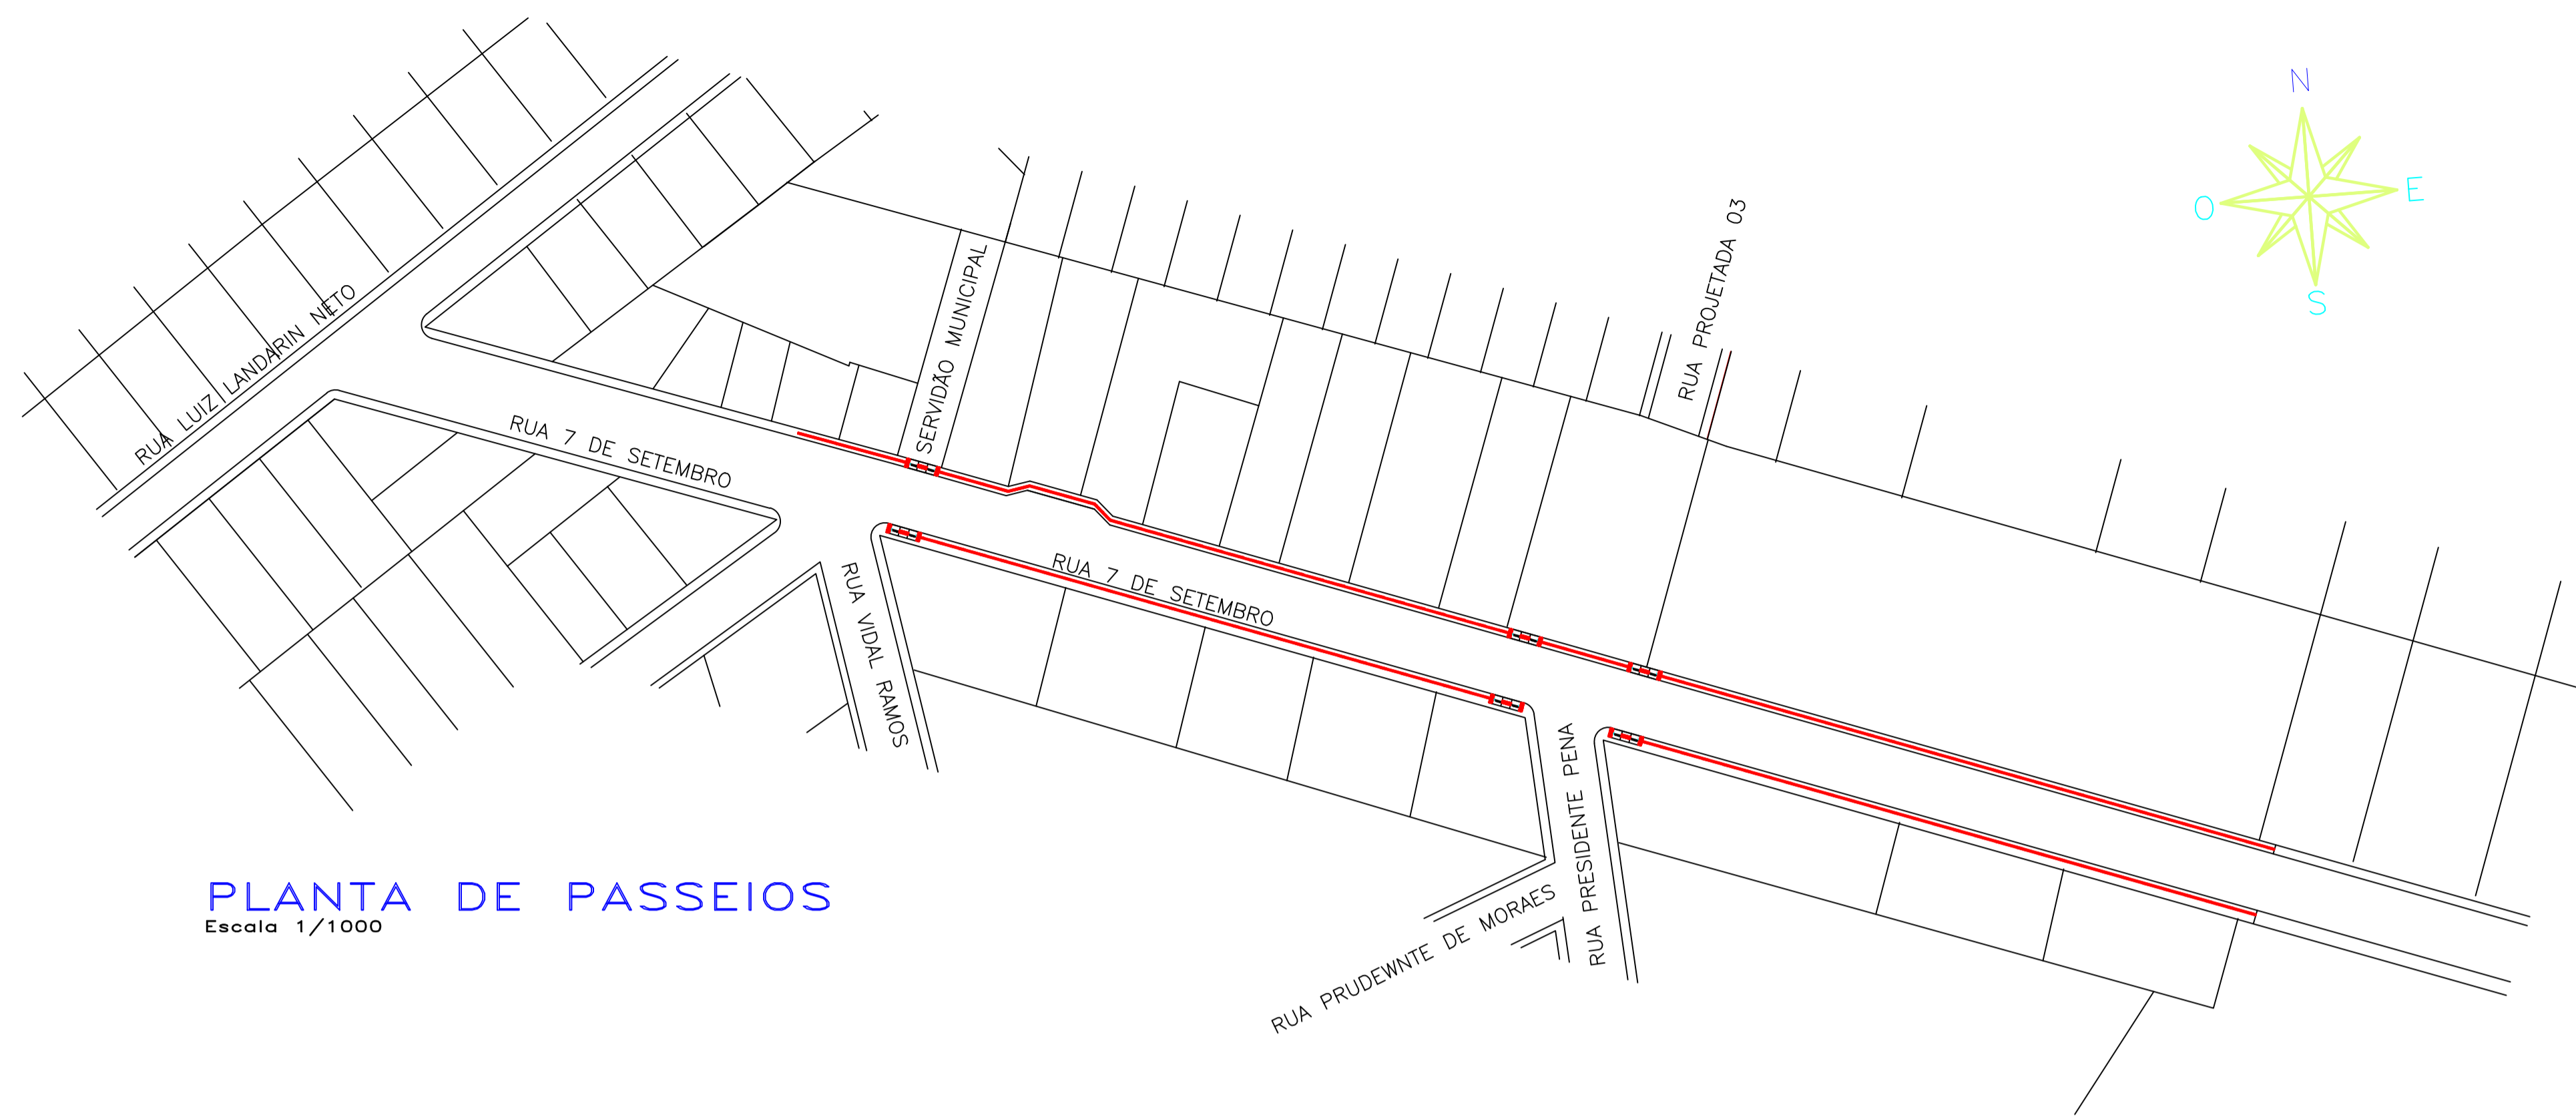 N
O
E
S
RUA PROJETADA 03
SERVIDÃO MUNICIPAL
RUA LUIZ LANDARIN NETO
RUA 7 DE SETEMBRO
RUA 7 DE SETEMBRO
RUA VIDAL RAMOS
RUA PRESIDENTE PENA
RUA PRUDEWNTE DE MORAES
PLANTA DE PASSEIOS
Escala 1/1000